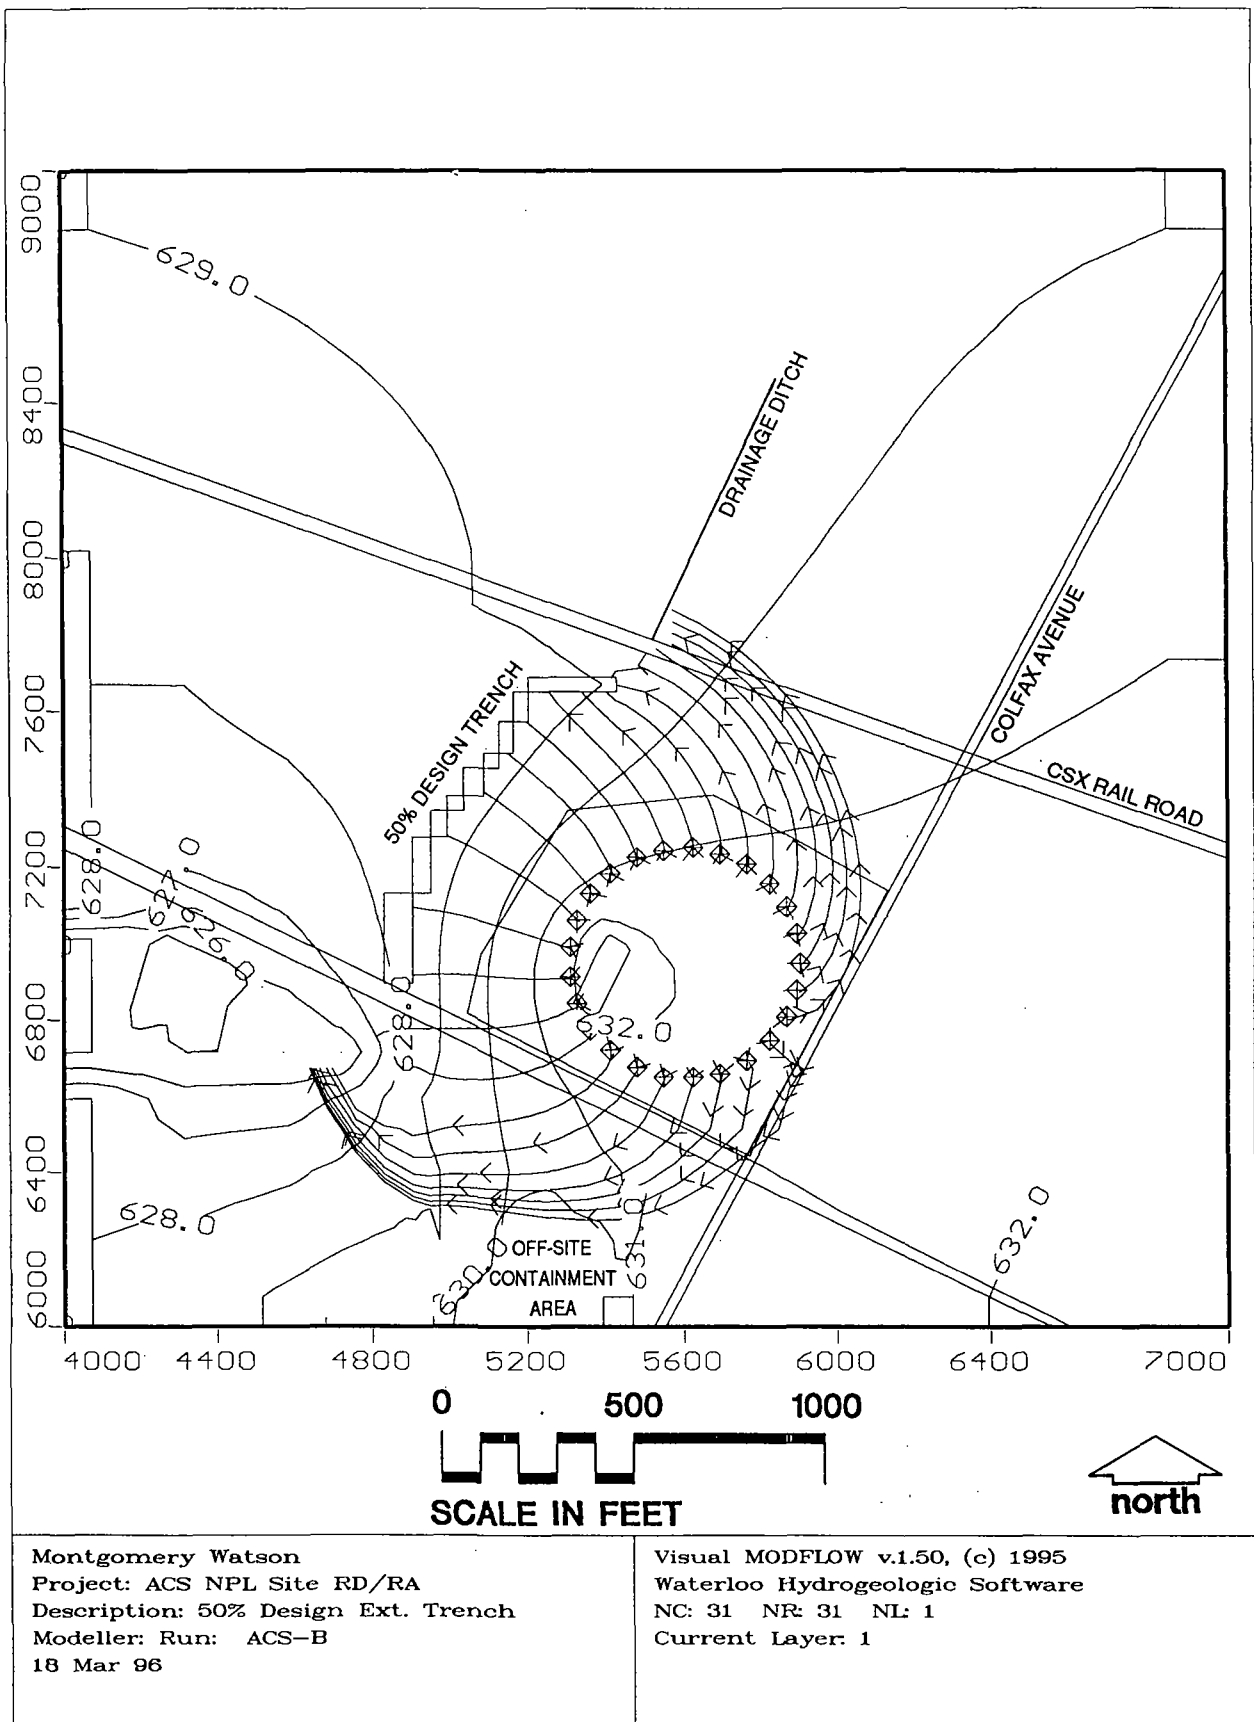 9000
8400
8000
7600
7200
6800
6400
6000
629.0
DRAINAGE DITCH
COLFAX AVENUE
CSX RAIL ROAD
50% DESIGN TRENCH
628.0
627.0
626.0
628.0
632.0
628.0
630.0
631.0
632.0
OFF-SITE
CONTAINMENT
AREA
4000 4400 4800 5200 5600 6000 6400 7000
0 500 1000
SCALE IN FEET
north
Montgomery Watson
Project: ACS NPL Site RD/RA
Description: 50% Design Ext. Trench
Modeller: Run: ACS-B
18 Mar 96
Visual MODFLOW v.1.50, (c) 1995
Waterloo Hydrogeologic Software
NC: 31 NR: 31 NL: 1
Current Layer: 1